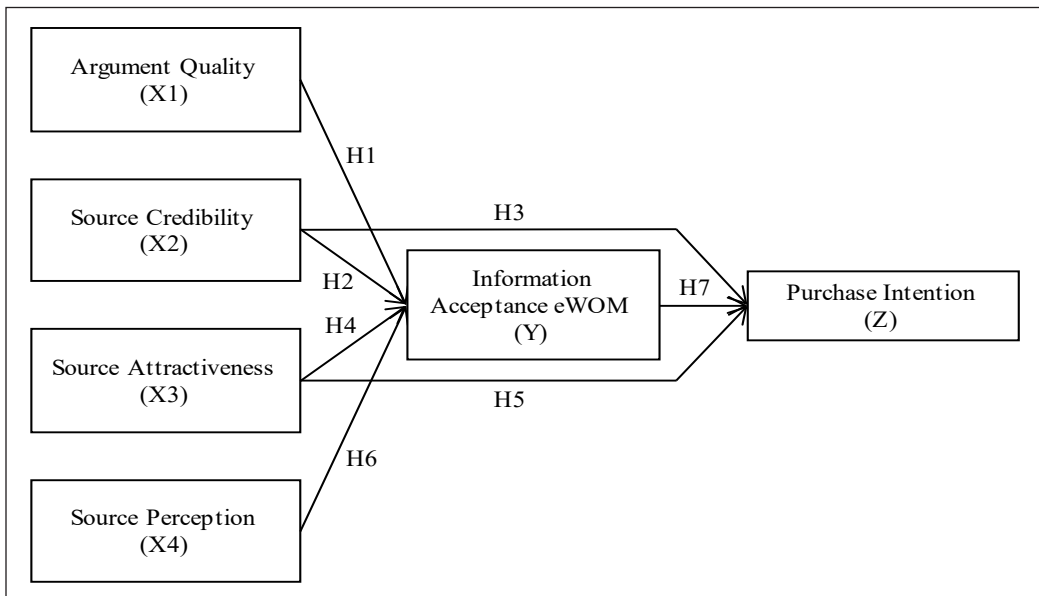 Argument Quality
(X1)
H1
Source Credibility
(X2)
H3
H2
Information
Acceptance eWOM
(Y)
H7
Purchase Intention
(Z)
H4
Source Attractiveness
(X3)
H5
H6
Source Perception
(X4)